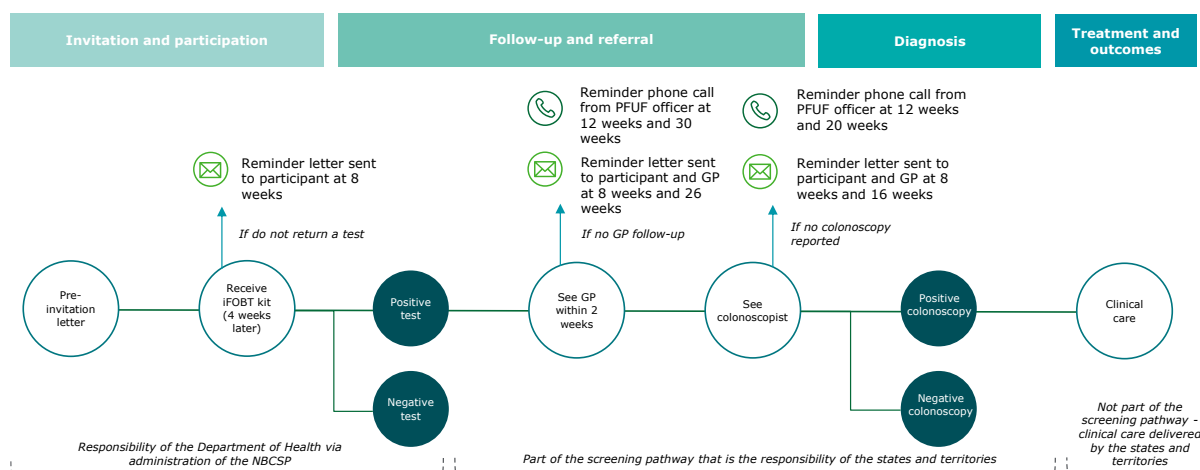 Invitation and participation
Follow-up and referral
Diagnosis
Treatment and
outcomes
Reminder phone call
from PFUF officer at
12 weeks and 30
weeks
Reminder phone call from
PFUF officer at 12 weeks
and 20 weeks
Reminder letter sent
to participant at 8
weeks
Reminder letter sent
to participant and GP
at 8 weeks and 26
weeks
Reminder letter sent to
participant and GP at 8
weeks and 16 weeks
If do not return a test
If no GP follow-up
If no colonoscopy
reported
Pre-
invitation
letter
Receive
iFOBT kit
(4 weeks
later)
Positive
test
See GP
within 2
weeks
See
colonoscopist
Positive
colonoscopy
Clinical
care
Negative
test
Negative
colonoscopy
Responsibility of the Department of Health via
administration of the NBCSP
Part of the screening pathway that is the responsibility of the states and territories
Not part of the
screening pathway -
clinical care delivered
by the states and
territories